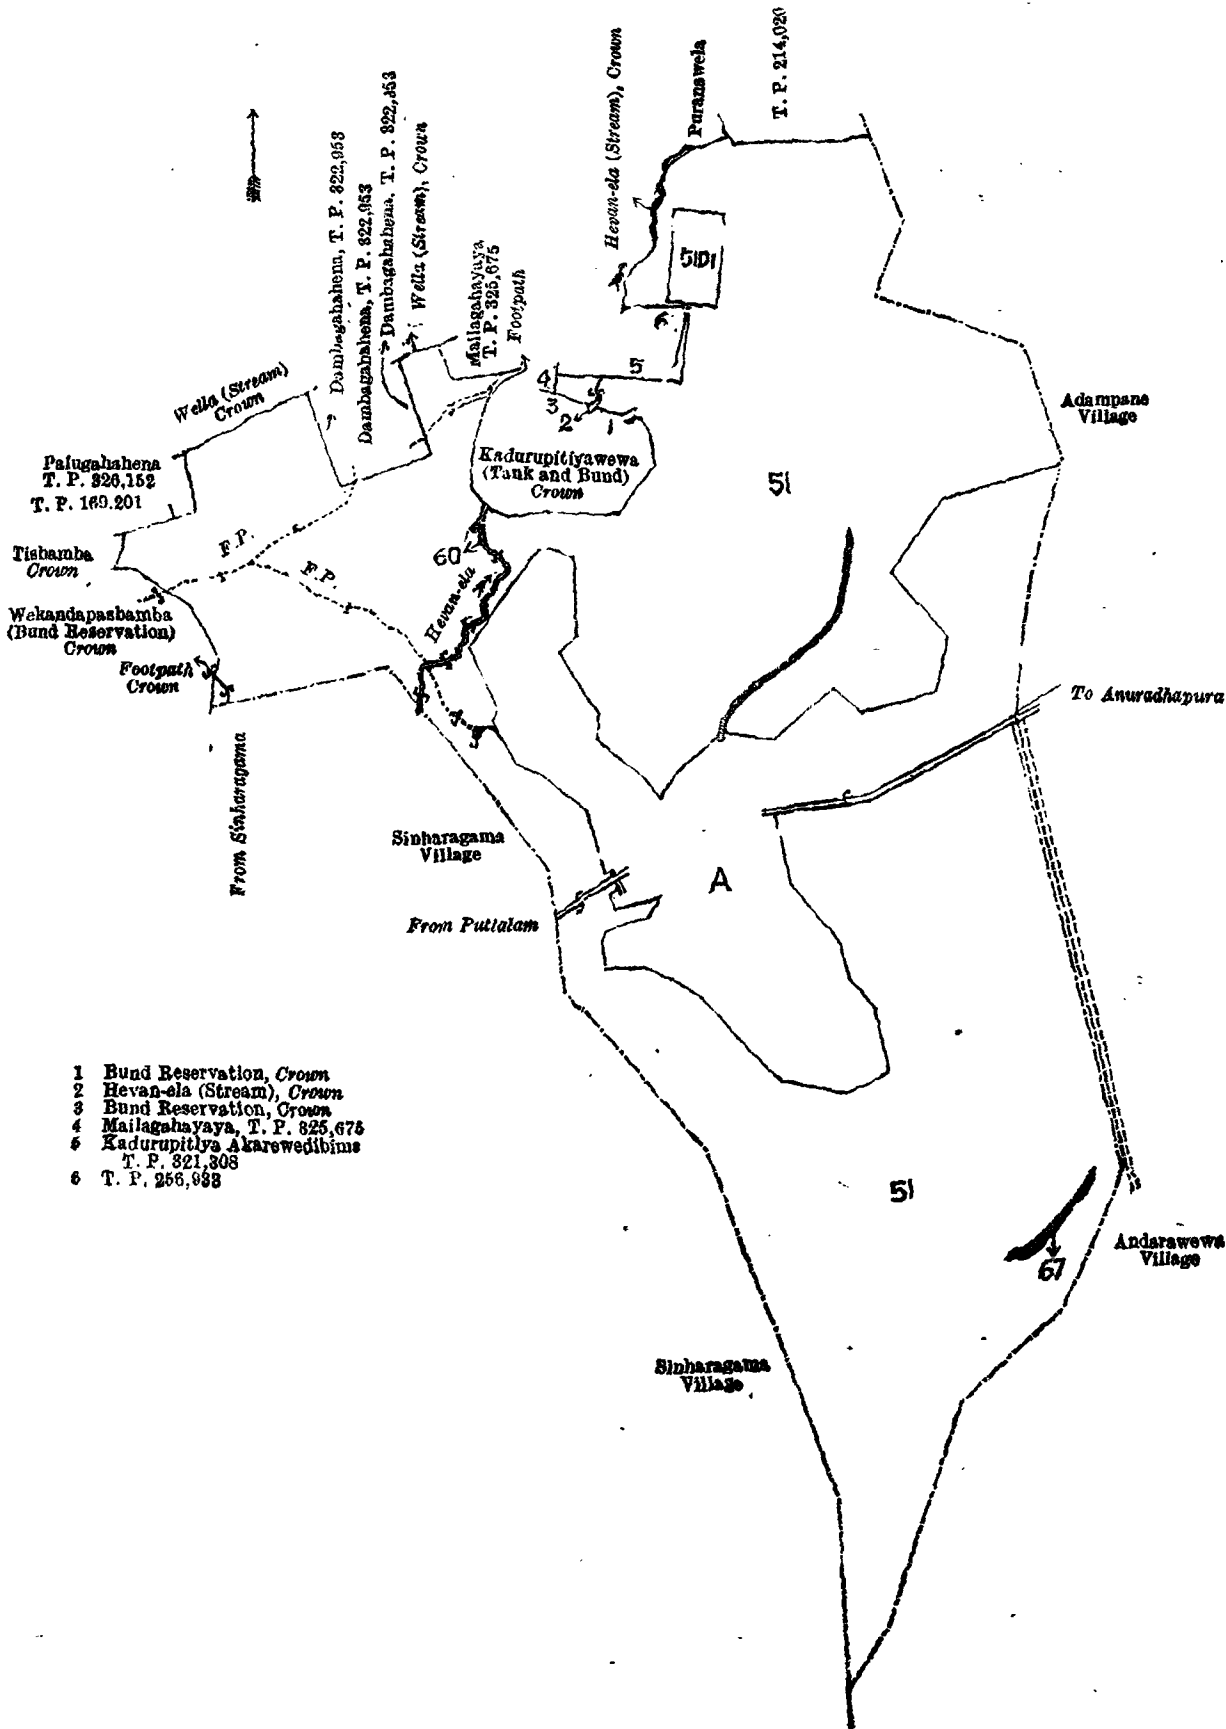 T. P. 214,020
Puranawela
Hevan-ela (Stream), Crown
Dambagahahena, T. P. 322,953
Dambagahahena, T. P. 322,953
Dambagahahena, T. P. 322,353
Wella (Stream), Crown
Mailagahayaya
T. P. 325,675
Footpath
51D1
5
4
3
2
1
Wella (Stream)
Crown
Adampane
Village
Palugahahena
T. P. 326,152
T. P. 169,201
Kadurupitiyawewa
(Tank and Bund)
Crown
51
Tisbamba
Crown
F. P.
F. P.
60
Hevan-ela
Wekandapasbamba
(Bund Reservation)
Crown
Footpath
Crown
To Anuradhapura
From Sinharagama
Sinharagama
Village
A
From Puttalam
1 Bund Reservation, Crown
2 Hevan-ela (Stream), Crown
3 Bund Reservation, Crown
4 Mailagahayaya, T. P. 325,675
5 Kadurupitiya Akarewedibima
T. P. 321,308
6 T. P. 256,933
51
67
Andarawewa
Village
Sinharagama
Village